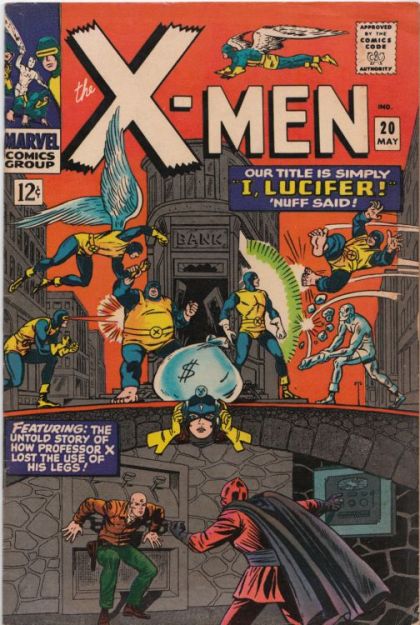 APPROVED
BY THE
COMICS
CODE
AUTHORITY
the X-MEN
MARVEL
COMICS
GROUP
IND.
20
MAY
12¢
OUR TITLE IS SIMPLY
"I, LUCIFER!"
'NUFF SAID!
BANK
X
$
X
FEATURING: THE
UNTOLD STORY OF
HOW PROFESSOR X
LOST THE USE OF
HIS LEGS!